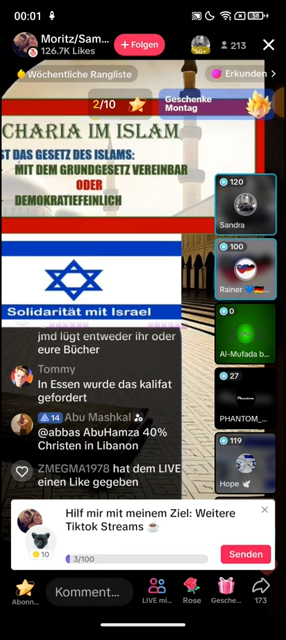 00:01
58
Moritz/Sam...
126.7K Likes
+ Folgen
213
Wöchentliche Rangliste
Erkunden
2/10
Geschenke
Montag
CHARIA IM ISLAM
ST DAS GESETZ DES ISLAMS:
MIT DEM GRUNDGESETZ VEREINBAR
ODER
DEMOKRATIEFEINLICH
120
Sandra
Solidarität mit Israel
100
Rainer
0
Al-Mufada b...
27
PHANTOM_...
119
Hope
jmd lügt entweder ihr oder
eure Bücher
Tommy
In Essen wurde das kalifat
gefordert
14 Abu Mashkal
@abbas AbuHamza 40%
Christen in Libanon
ZMEGMA1978 hat dem LIVE
einen Like gegeben
Hilf mir mit meinem Ziel: Weitere
Tiktok Streams
10
3/100
Senden
Abonn...
Komment...
LIVE mi...
Rose
Gesche...
173